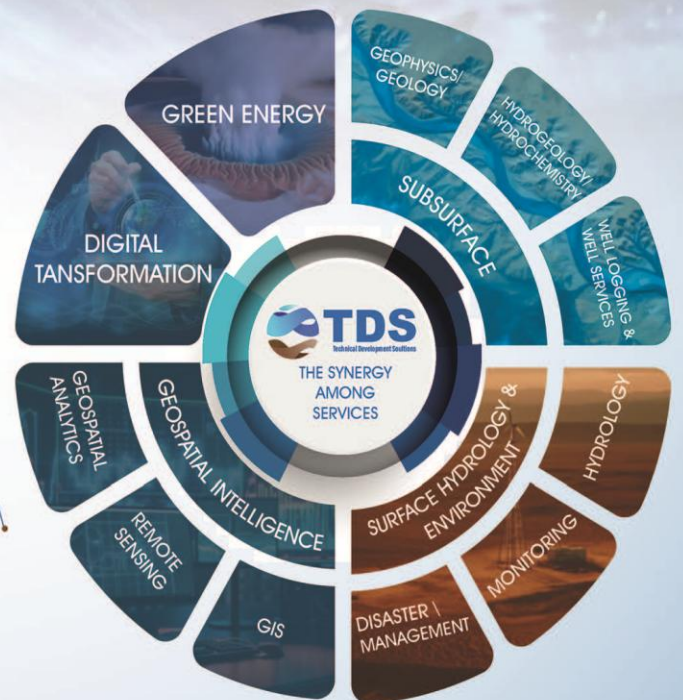 GREEN ENERGY
DIGITAL
TANSFORMATION
GEOPHYSICS/
GEOLOGY
HYDROGEOLOGY/
HYDROCHEMISTRY
WELL LOGGING &
WELL SERVICES
SUBSURFACE
TDS
Technical Development Soultions
THE SYNERGY
AMONG
SERVICES
GEOSPATIAL INTELLIGENCE
GEOSPATIAL
ANALYTICS
REMOTE
SENSING
GIS
SURFACE HYDROLOGY &
ENVIRONMENT
HYDROLOGY
MONITORING
DISASTER \
MANAGEMENT